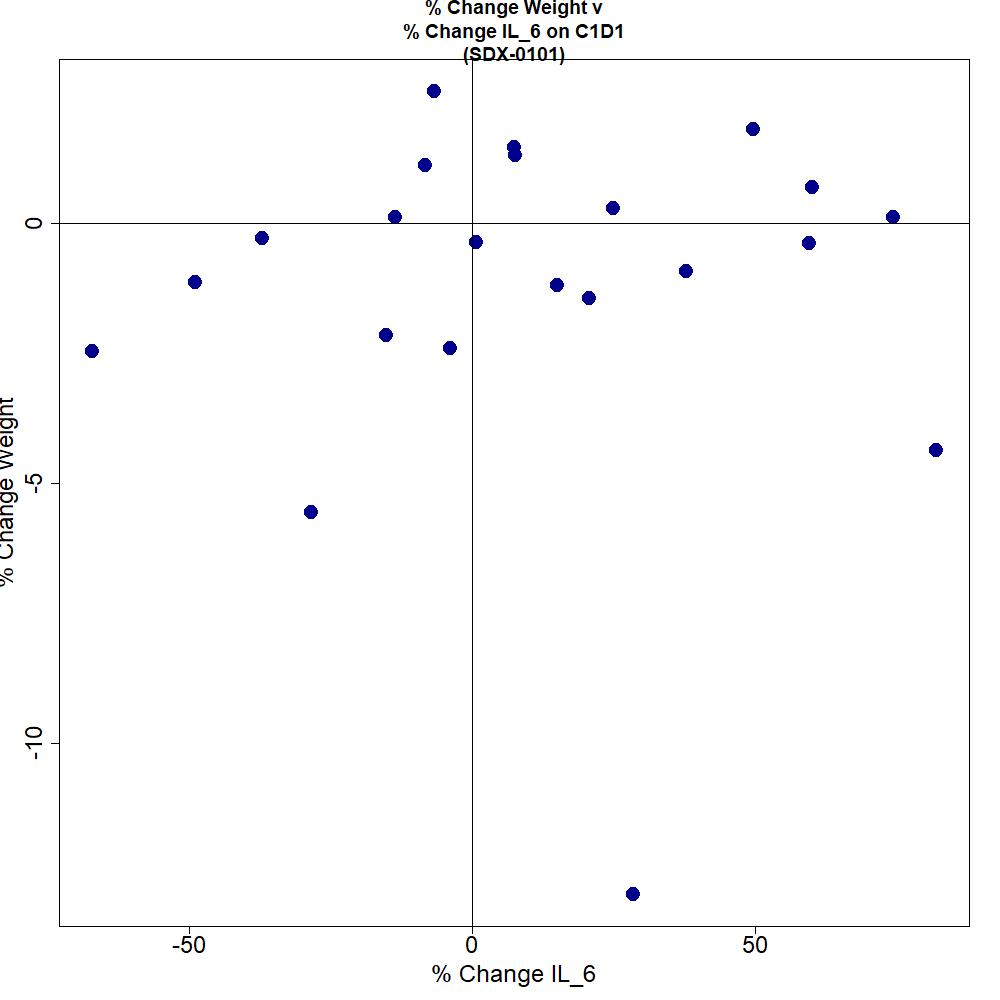 % Change Weight v
% Change IL_6 on C1D1
(SDX-0101)
0
-5
-10
% Change Weight
-50
0
50
% Change IL_6